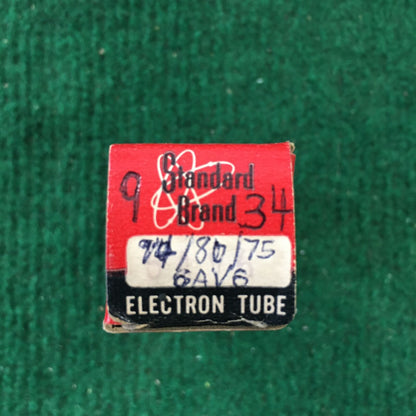 9 Standard
Brand 34
94/80/75
6AV6
ELECTRON TUBE